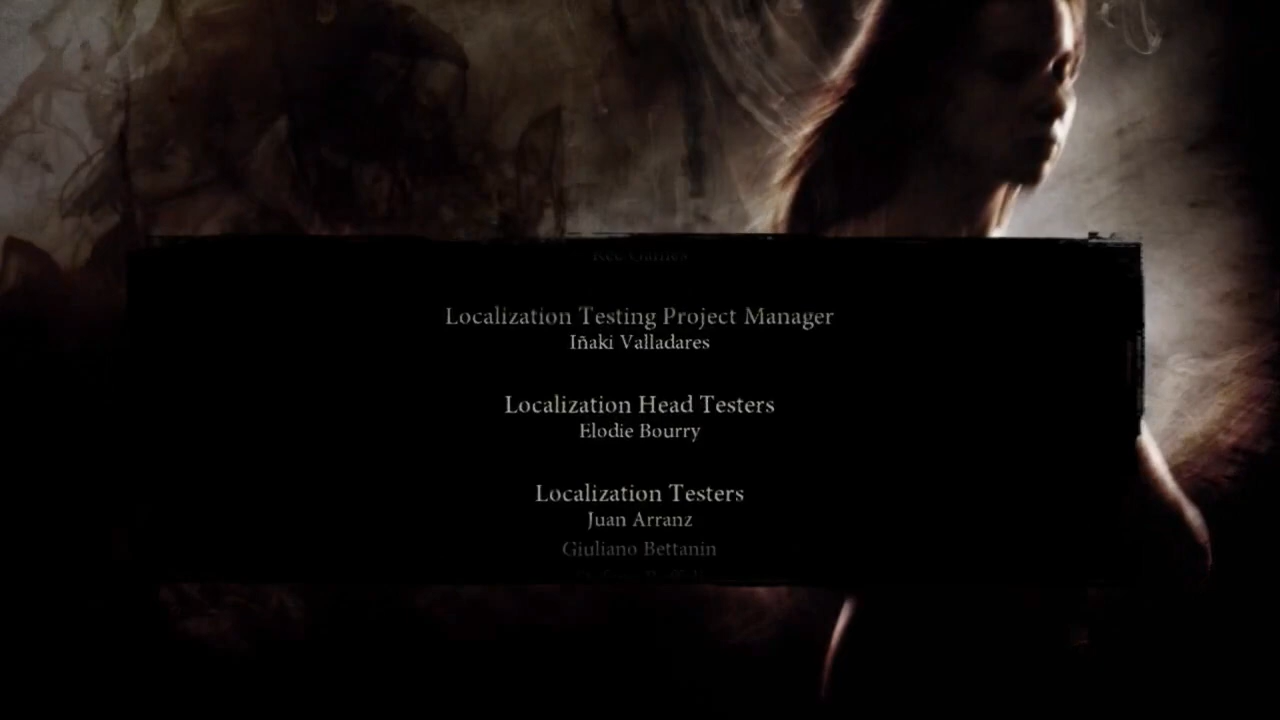 Localization Testing Project Manager
Iñaki Valladares
Localization Head Testers
Elodie Bourry
Localization Testers
Juan Arranz
Giuliano Bettanin